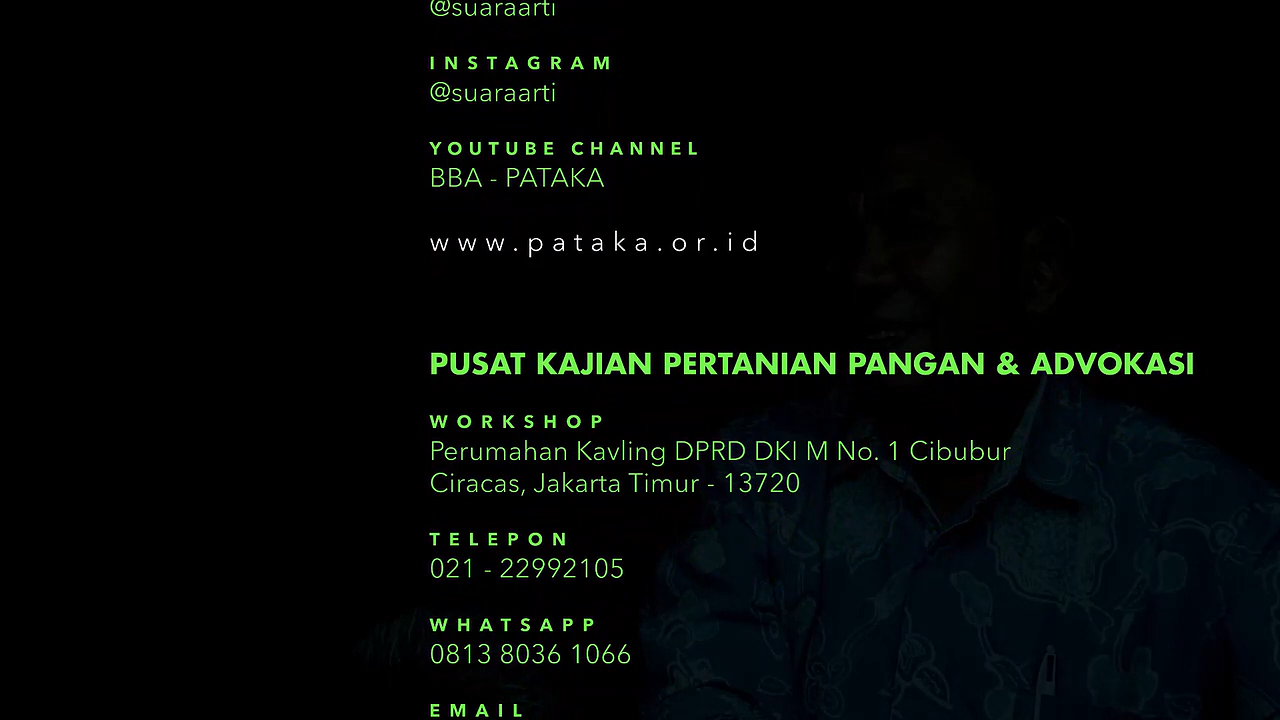 @suaraarti
INSTAGRAM
@suaraarti
YOUTUBE CHANNEL
BBA - PATAKA
www.pataka.or.id
PUSAT KAJIAN PERTANIAN PANGAN & ADVOKASI
WORKSHOP
Perumahan Kavling DPRD DKI M No. 1 Cibubur
Ciracas, Jakarta Timur - 13720
TELEPON
021 - 22992105
WHATSAPP
0813 8036 1066
EMAIL